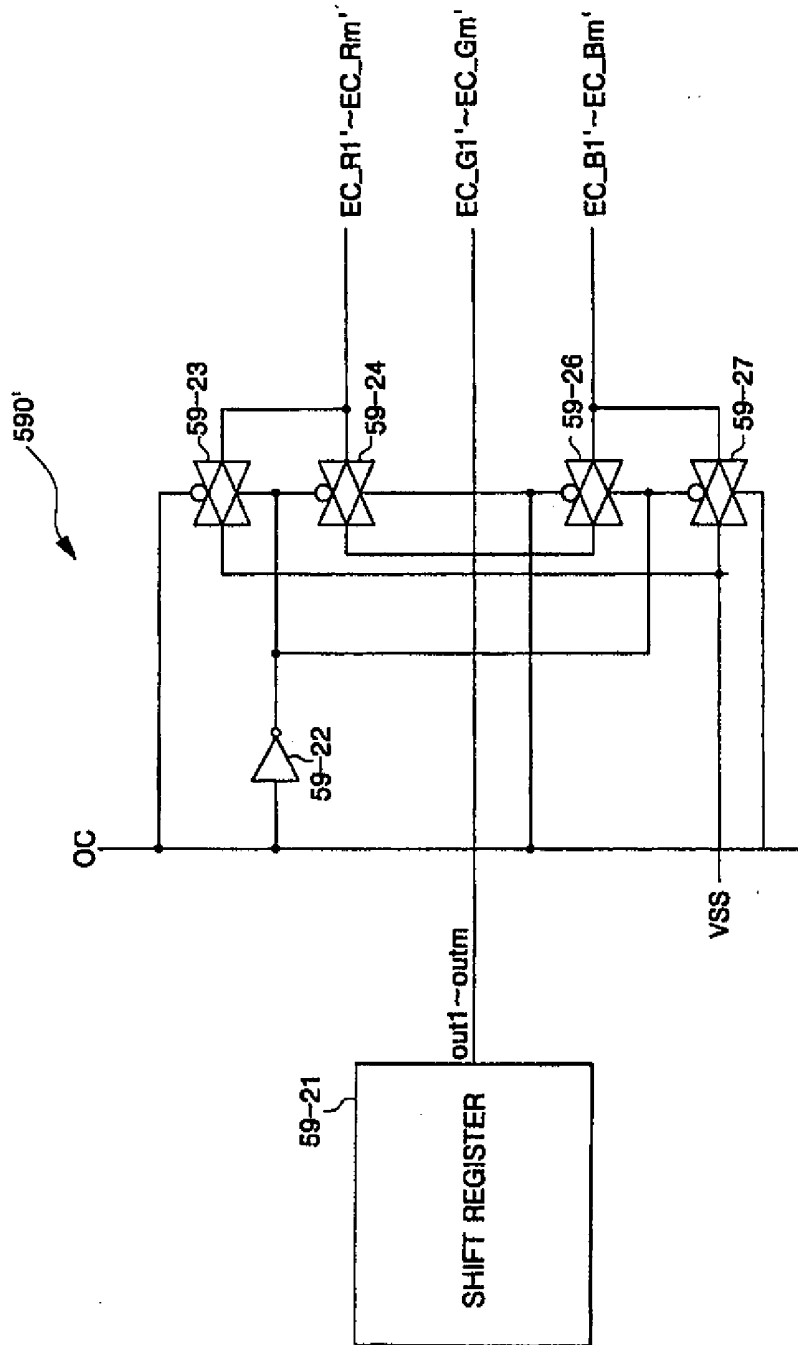 590'
OC
59-22
59-23
59-24
EC_R1'~EC_Rm'
59-21
SHIFT REGISTER
out1~outm
EC_G1'~EC_Gm'
59-26
EC_B1'~EC_Bm'
59-27
VSS